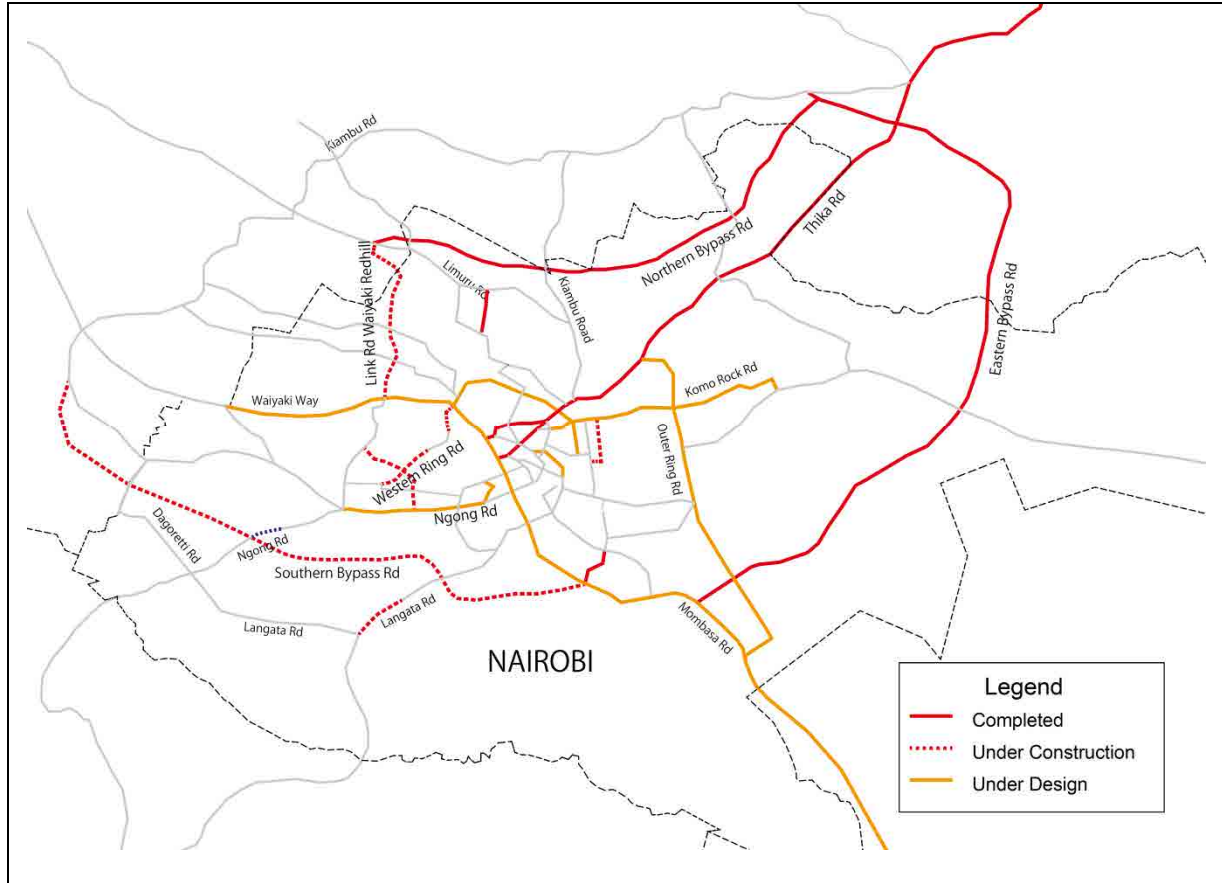 Kiambu Rd
Thika Rd
Northern Bypass Rd
Link Rd Waiyaki Redhill
Limuru Rd
Kiambu Road
Eastern Bypass Rd
Komo Rock Rd
Waiyaki Way
Outer Ring Rd
Western Ring Rd
Ngong Rd
Dagoretti Rd
Ngong Rd
Southern Bypass Rd
Langata Rd
Langata Rd
Mombasa Rd
NAIROBI
Legend
Completed
Under Construction
Under Design